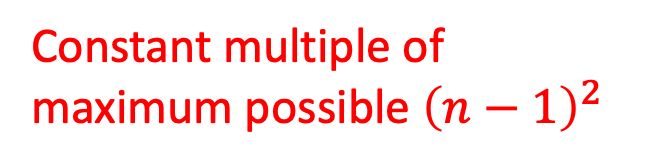 Constant multiple of
maximum possible (𝑛 − 1)²